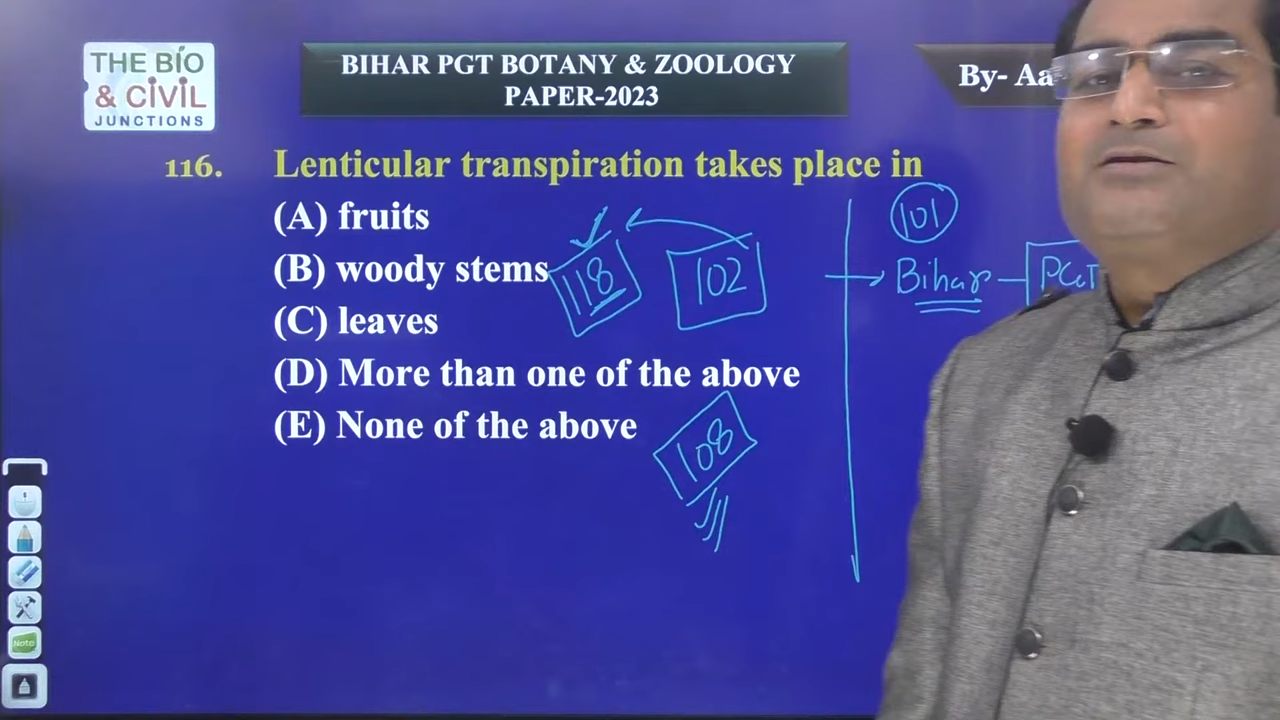 THE BIO
& CIVIL
JUNCTIONS
BIHAR PGT BOTANY & ZOOLOGY
PAPER-2023
By- Aa
116. Lenticular transpiration takes place in
(A) fruits
(B) woody stems
(C) leaves
(D) More than one of the above
(E) None of the above
118
102
108
101
Bihar - PGT
Note